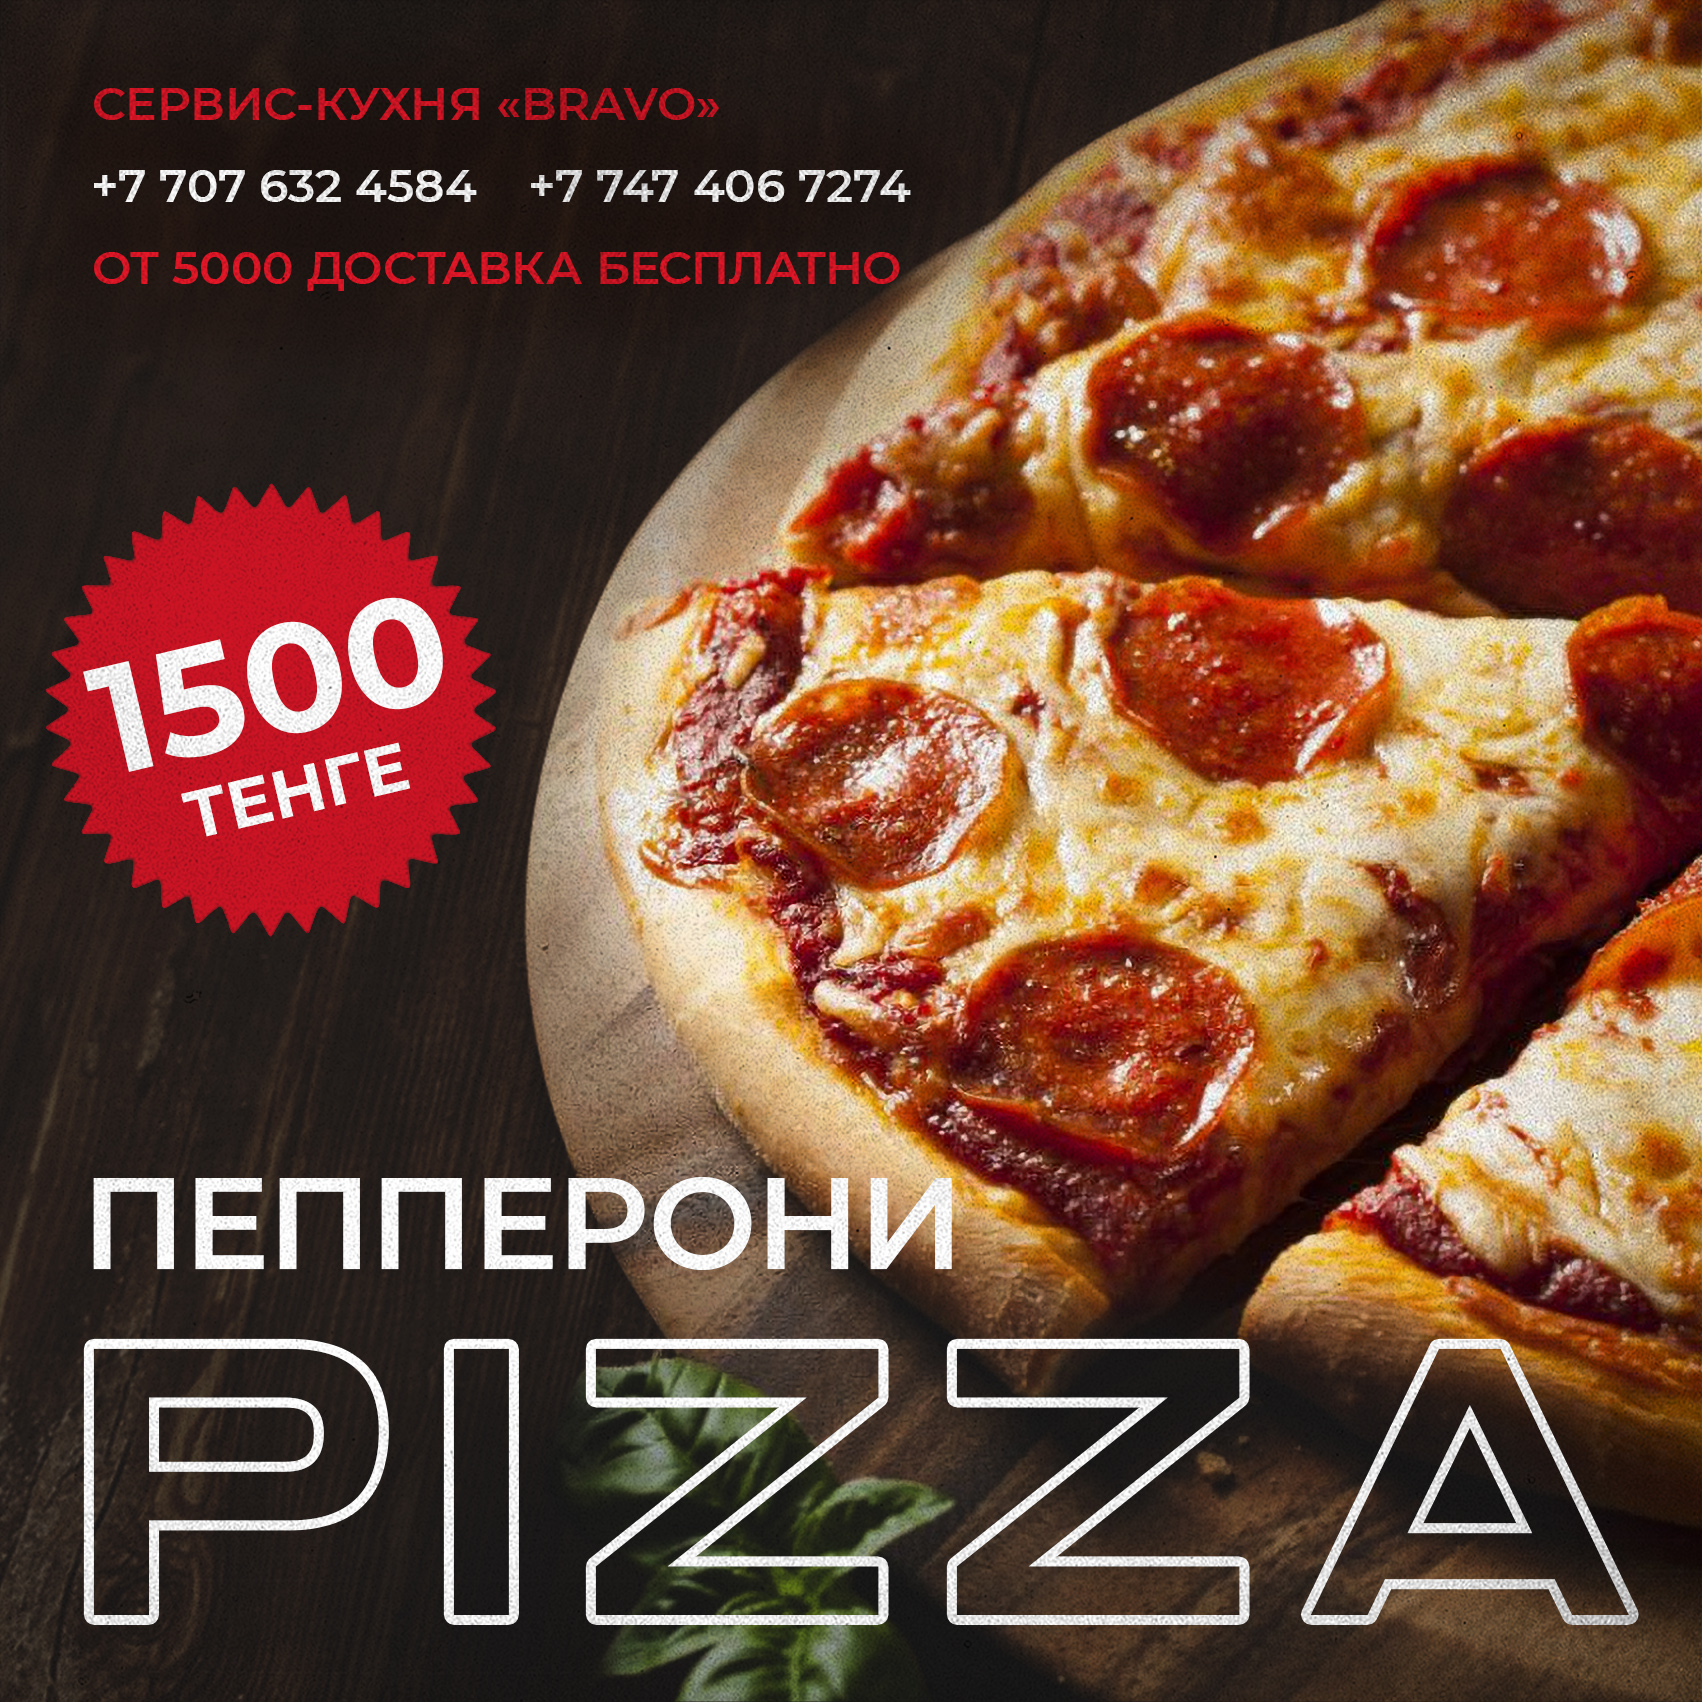 СЕРВИС-КУХНЯ «BRAVO»
+7 707 632 4584 +7 747 406 7274
ОТ 5000 ДОСТАВКА БЕСПЛАТНО
1500
ТЕНГЕ
ПЕППЕРОНИ
PIZZA